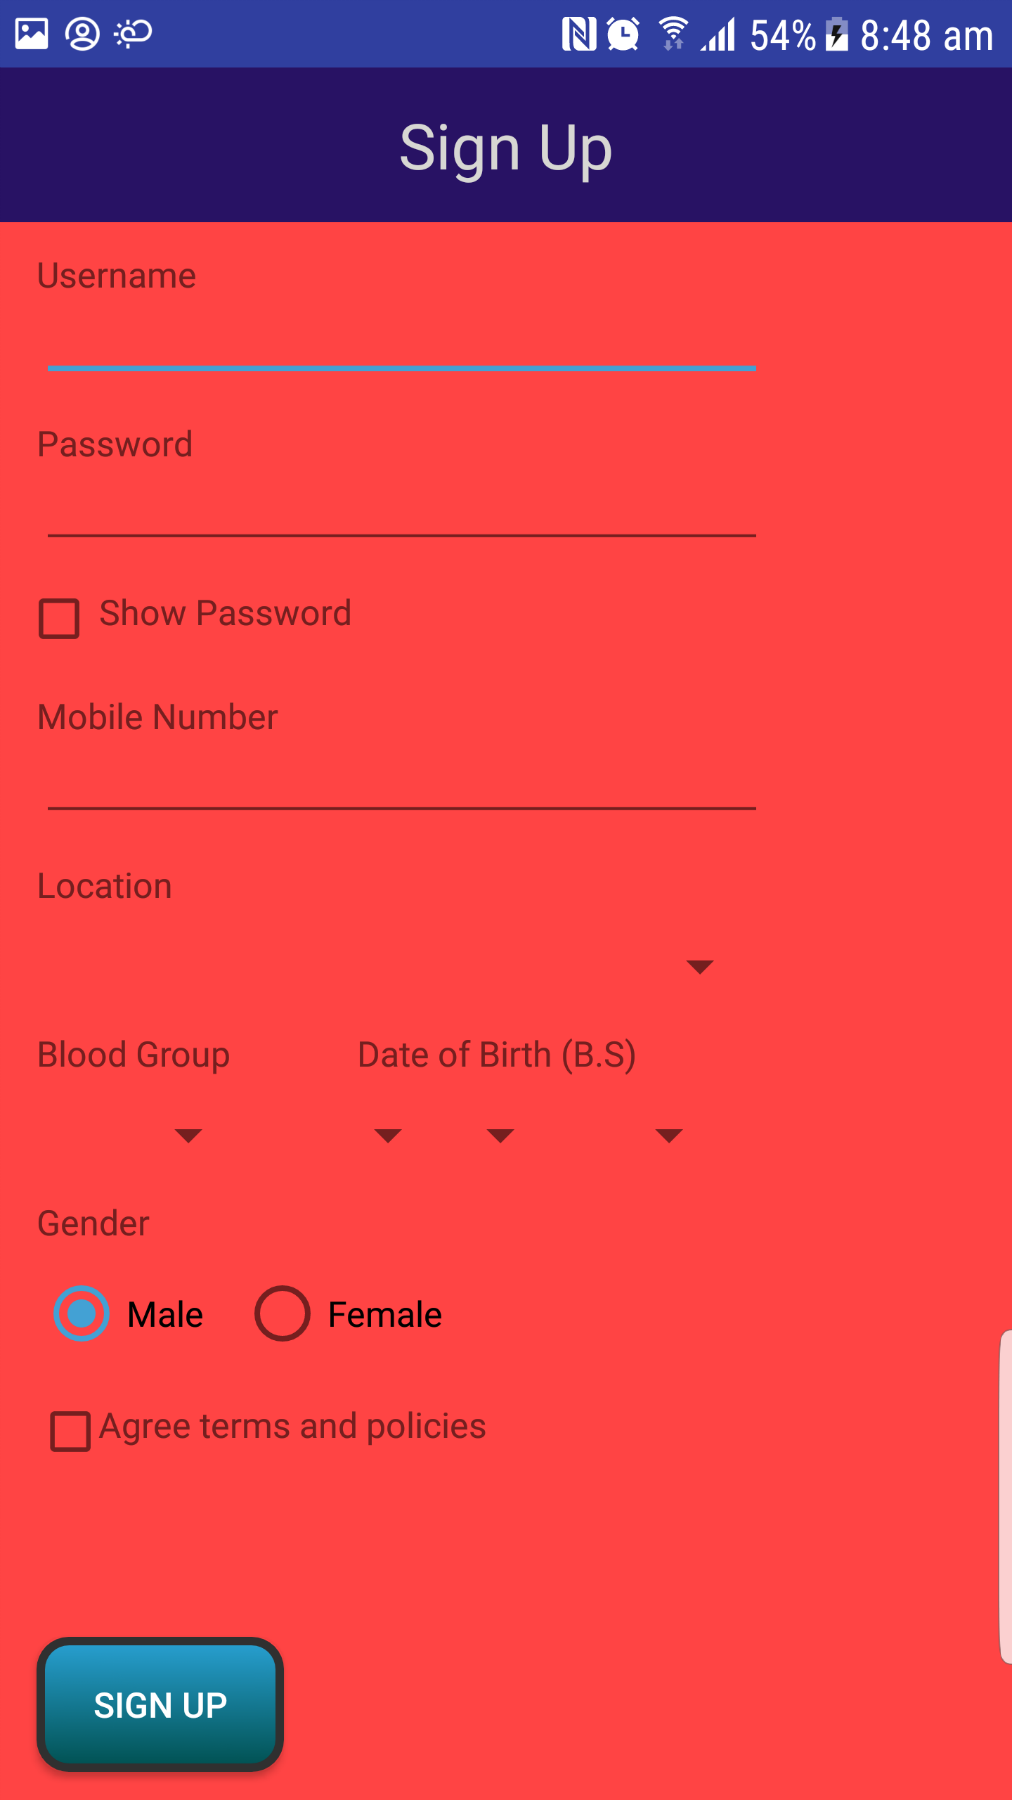 54% 8:48 am
Sign Up
Username
Password
Show Password
Mobile Number
Location
Blood Group Date of Birth (B.S)
Gender
Male Female
Agree terms and policies
SIGN UP